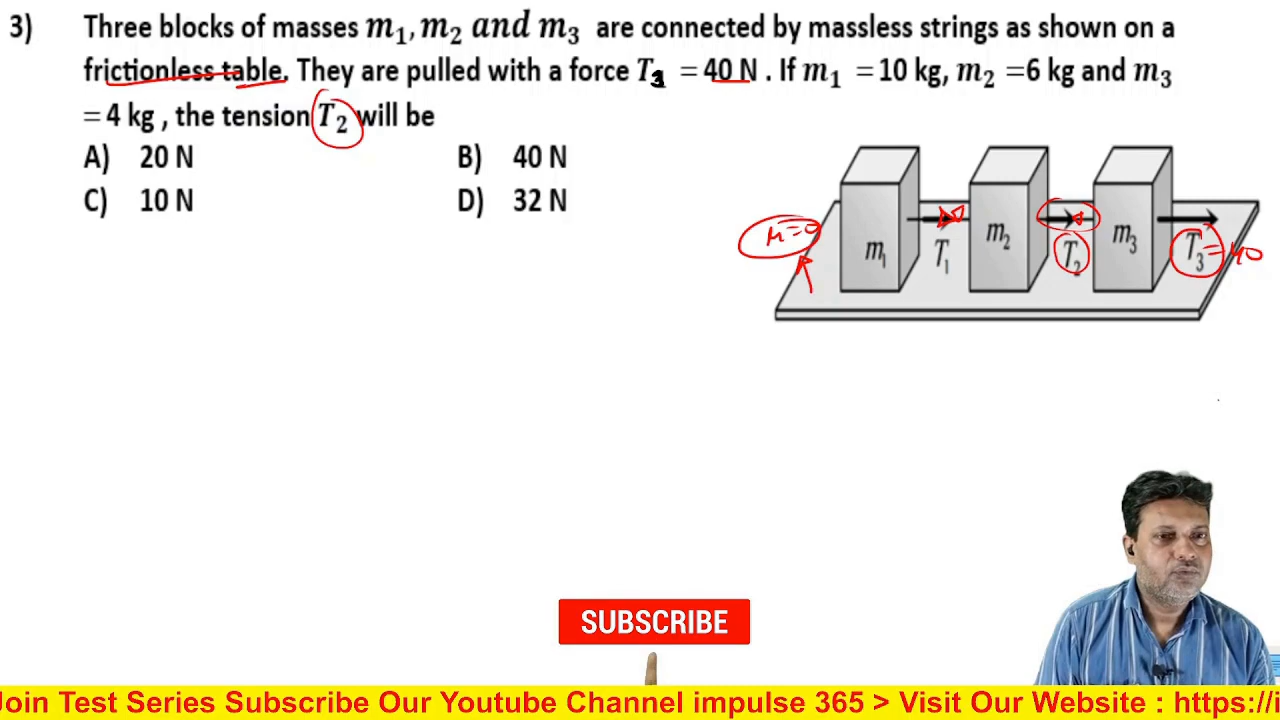 3) Three blocks of masses m₁, m₂ and m₃ are connected by massless strings as shown on a
frictionless table. They are pulled with a force T₃ = 40 N . If m₁ = 10 kg, m₂ =6 kg and m₃
= 4 kg , the tension T₂ will be
A) 20 N B) 40 N
C) 10 N D) 32 N
μ=0
m₁ T₁ m₂ T₂ m₃ T₃ = 40
SUBSCRIBE
Join Test Series Subscribe Our Youtube Channel impulse 365 > Visit Our Website : https://i